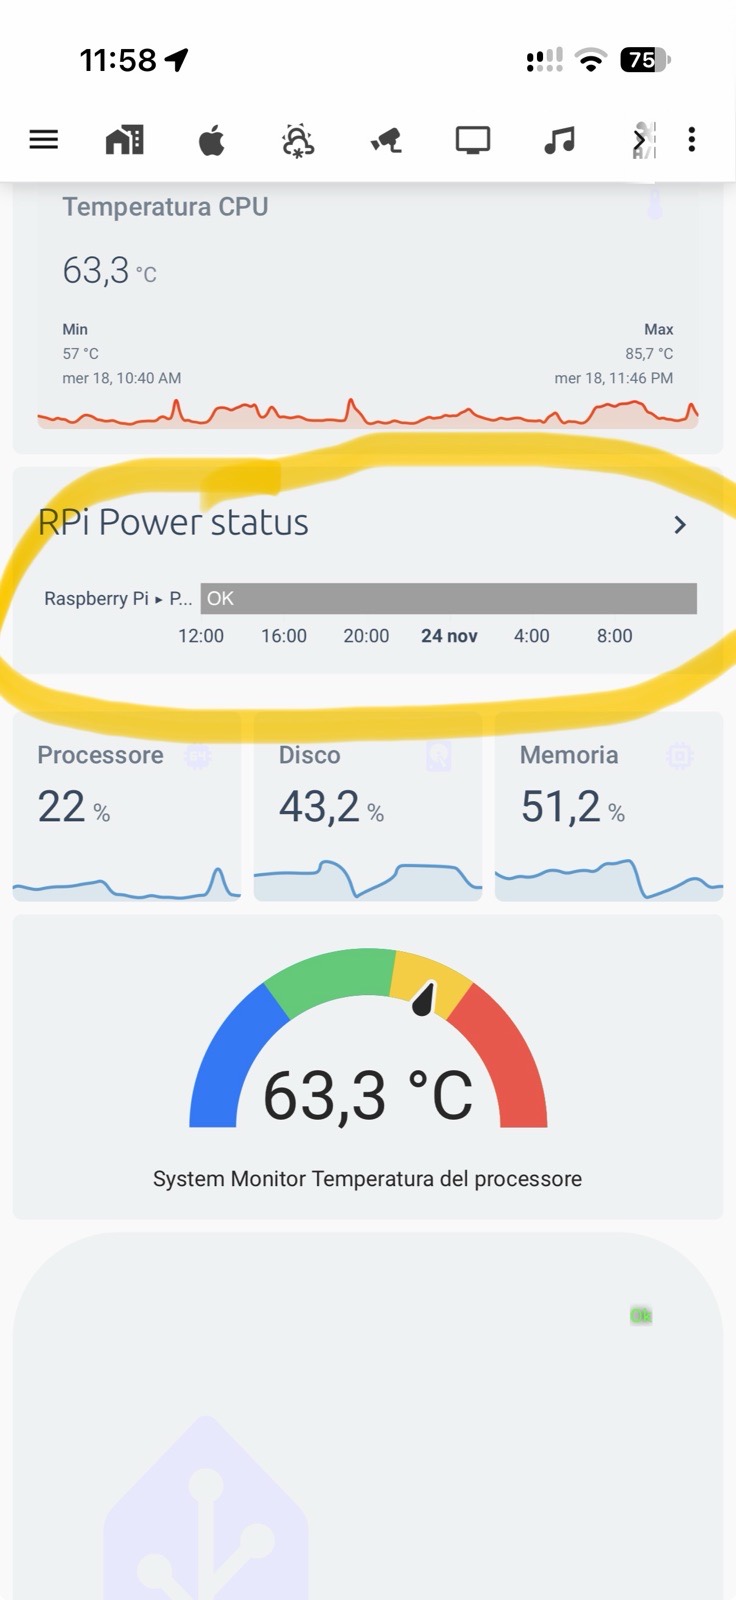 11:58
75
Temperatura CPU
63,3 °C
Min
Max
57 °C
85,7 °C
mer 18, 10:40 AM
mer 18, 11:46 PM
RPi Power status
Raspberry Pi ▸ P...
OK
12:00 16:00 20:00 24 nov 4:00 8:00
Processore
Disco
Memoria
22 %
43,2 %
51,2 %
63,3 °C
System Monitor Temperatura del processore
Ok